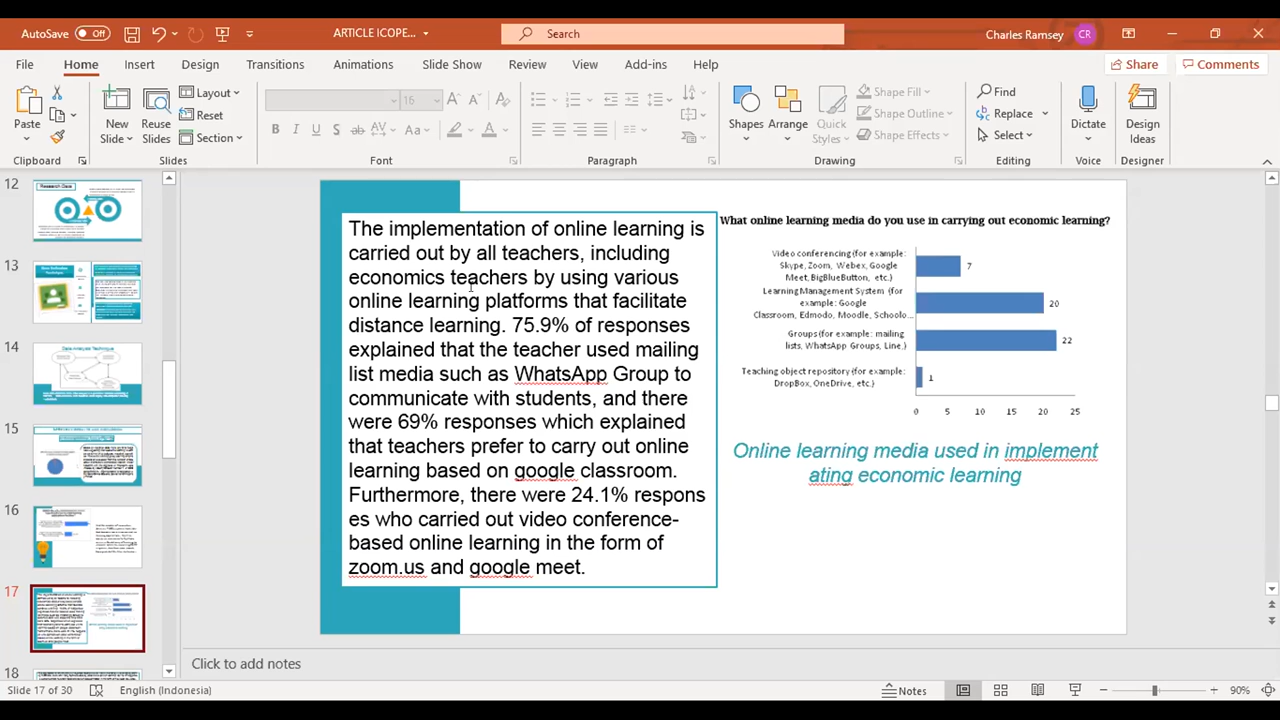 AutoSave Off
ARTICLE ICOPE...
Search
Charles Ramsey CR
File Home Insert Design Transitions Animations Slide Show Review View Add-ins Help
Share Comments
Paste
Clipboard
New Slide
Reuse Slides
Layout
Reset
Section
Slides
16
Font
Paragraph
Shapes Arrange Quick Styles
Shape Fill
Shape Outline
Shape Effects
Drawing
Find
Replace
Select
Editing
Dictate
Voice
Design Ideas
Designer
12
Research Data
13
14
Data Analysis Technique
15
16
17
18
The implementation of online learning is
carried out by all teachers, including
economics teachers by using various
online learning platforms that facilitate
distance learning. 75.9% of responses
explained that the teacher used mailing
list media such as WhatsApp Group to
communicate with students, and there
were 69% responses which explained
that teachers prefer to carry out online
learning based on google classroom.
Furthermore, there were 24.1% respons
es who carried out video conference-
based online learning in the form of
zoom.us and google meet.
What online learning media do you use in carrying out economic learning?
Video conferencing (for example:
Skype, Zoom, Webex, Google
Meet, BigBlueButton, etc.)
7
Learning Management System (for
example: Google
Classroom, Edmodo, Moodle, Schoolo...
20
Groups (for example: mailing
lists, WhatsApp Groups, Line,)
22
Teaching object repository (for example:
DropBox, OneDrive, etc.)
1
0 5 10 15 20 25
Online learning media used in implement
ating economic learning
Click to add notes
Slide 17 of 30
English (Indonesia)
Notes
90%